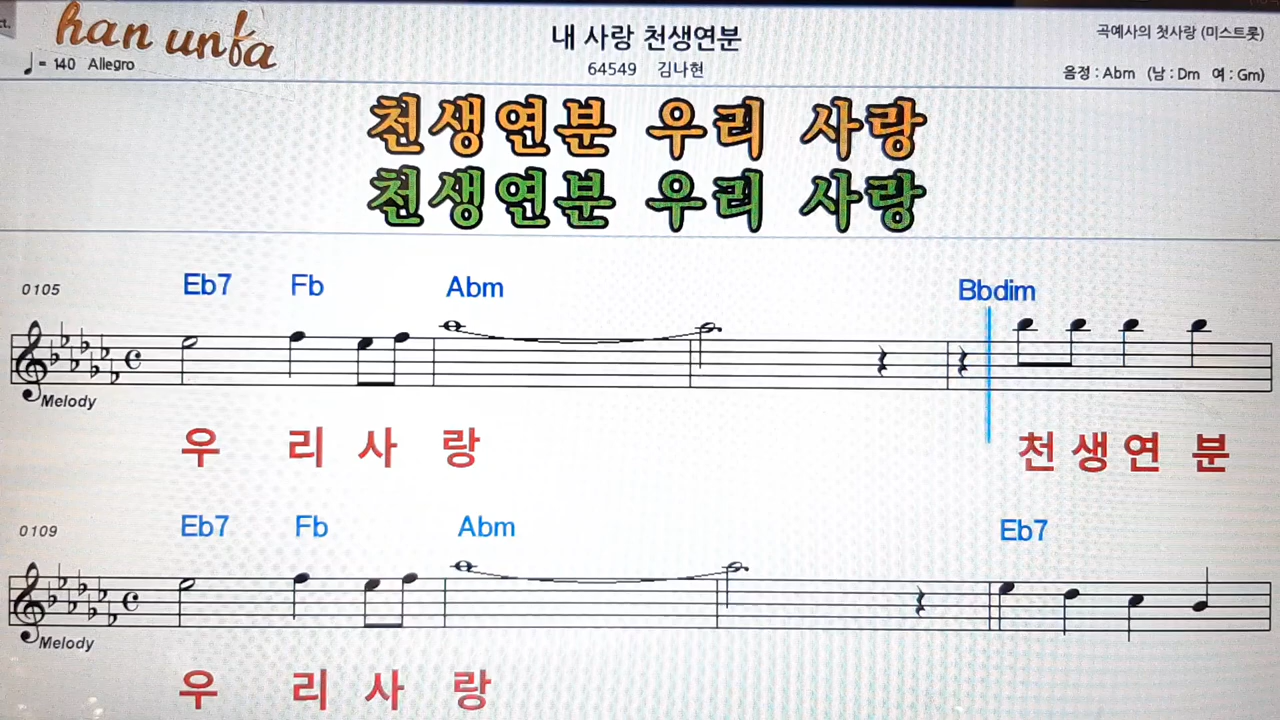 ct.
han unfa
내 사랑 천생연분
곡예사의 첫사랑 (미스트롯)
♩ = 140 Allegro
64549 김나현
음정 : Abm (남 : Dm 여 : Gm)
천생연분 우리 사랑
천생연분 우리 사랑
0105 Eb7 Fb Abm Bbdim
Melody
우 리 사 랑 천 생 연 분
0109 Eb7 Fb Abm Eb7
Melody
우 리 사 랑